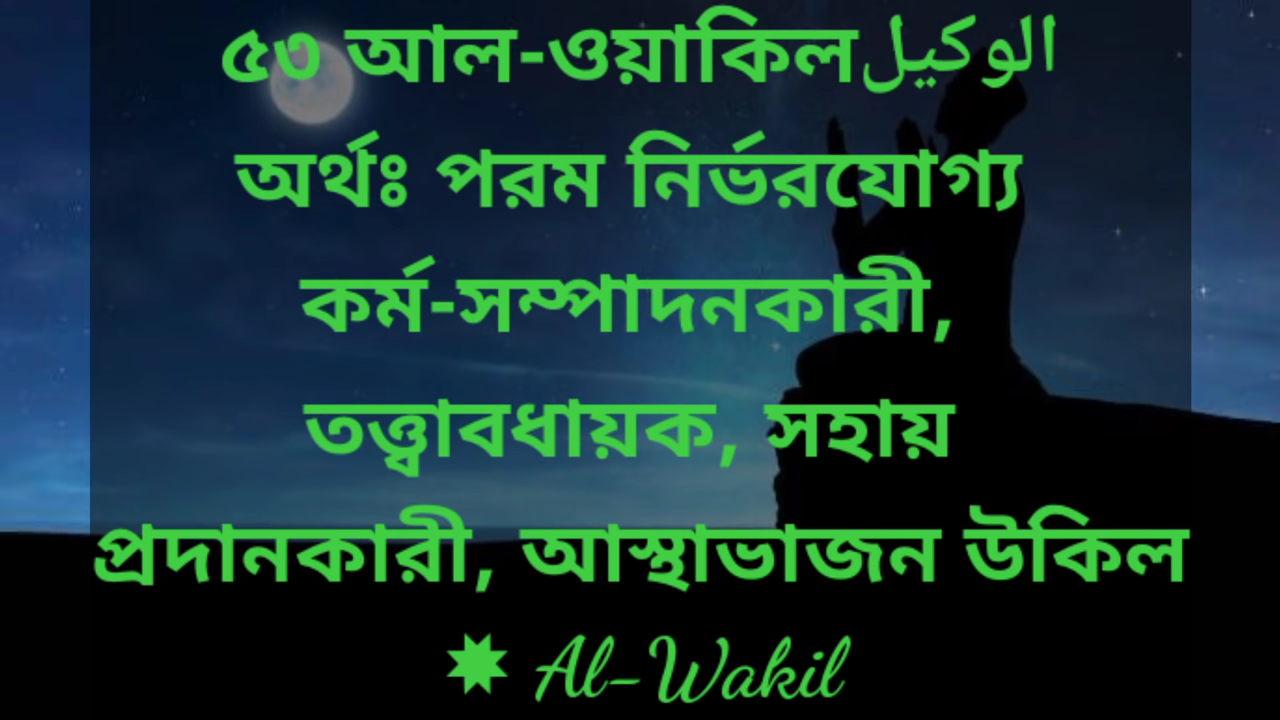 ৫৩ আল-ওয়াকিলالوكيل
অর্থঃ পরম নির্ভরযোগ্য
কর্ম-সম্পাদনকারী,
তত্ত্বাবধায়ক, সহায়
প্রদানকারী, আস্থাভাজন উকিল
✸ Al-Wakil